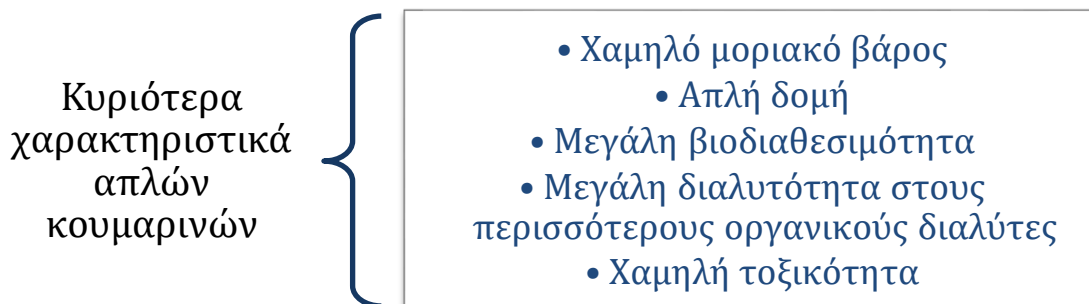 Κυριότερα
χαρακτηριστικά
απλών
κουμαρινών
• Χαμηλό μοριακό βάρος
• Απλή δομή
• Μεγάλη βιοδιαθεσιμότητα
• Μεγάλη διαλυτότητα στους
περισσότερους οργανικούς διαλύτες
• Χαμηλή τοξικότητα